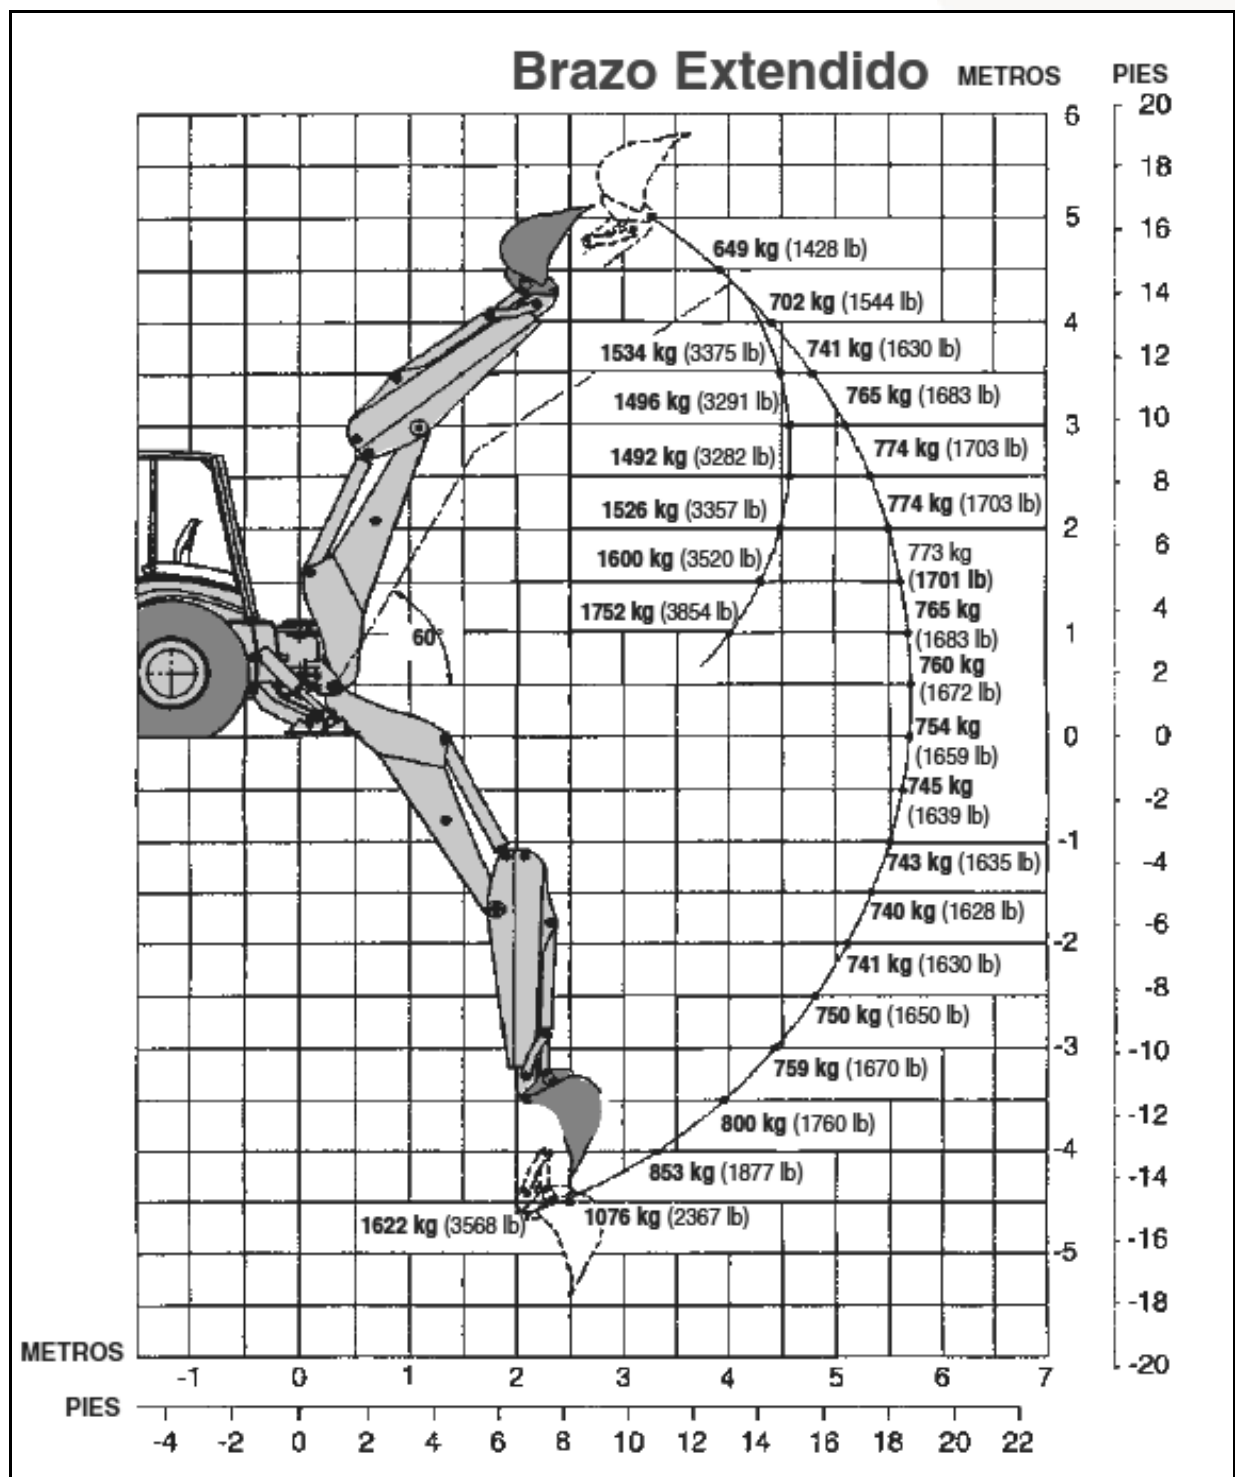 Brazo Extendido METROS PIES
6
20
18
5
16
649 kg (1428 lb)
14
702 kg (1544 lb)
4
12
1534 kg (3375 lb)
741 kg (1630 lb)
1496 kg (3291 lb)
765 kg (1683 lb)
3
10
1492 kg (3282 lb)
774 kg (1703 lb)
8
1526 kg (3357 lb)
774 kg (1703 lb)
2
6
1600 kg (3520 lb)
773 kg
(1701 lb)
1752 kg (3854 lb)
765 kg
(1683 lb)
4
60°
1
760 kg
(1672 lb)
2
754 kg
(1659 lb)
0
0
745 kg
(1639 lb)
-2
-1
743 kg (1635 lb)
-4
740 kg (1628 lb)
-6
-2
741 kg (1630 lb)
-8
750 kg (1650 lb)
-3
-10
759 kg (1670 lb)
800 kg (1760 lb)
-12
-4
853 kg (1877 lb)
-14
1622 kg (3568 lb)
1076 kg (2367 lb)
-5
-16
-18
-20
METROS
-1 0 1 2 3 4 5 6 7
PIES
-4 -2 0 2 4 6 8 10 12 14 16 18 20 22